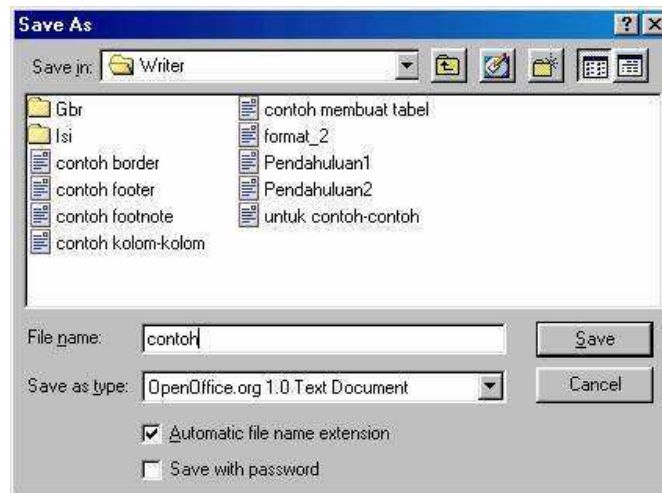 Save As
Save in: Writer
Gbr
Isi
contoh border
contoh footer
contoh footnote
contoh kolom-kolom
contoh membuat tabel
format_2
Pendahuluan1
Pendahuluan2
untuk contoh-contoh
File name: contoh Save
Save as type: OpenOffice.org 1.0 Text Document Cancel
Automatic file name extension
Save with password